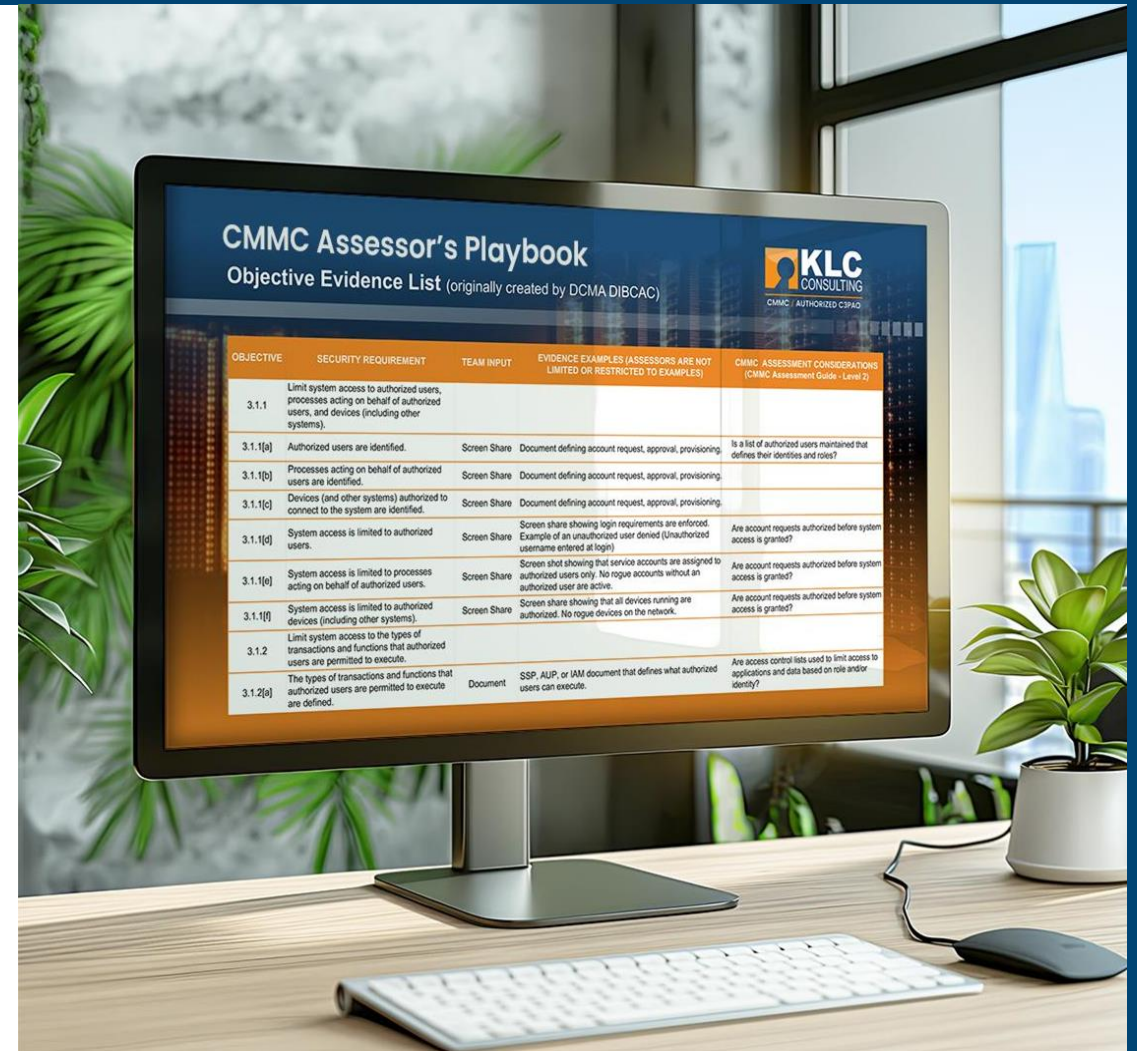 CMMC Assessor's Playbook
Objective Evidence List (originally created by DCMA DIBCAC)
KLC
CONSULTING
CMMC / AUTHORIZED C3PAO
OBJECTIVE SECURITY REQUIREMENT TEAM INPUT EVIDENCE EXAMPLES (ASSESSORS ARE NOT LIMITED OR RESTRICTED TO EXAMPLES) CMMC ASSESSMENT CONSIDERATIONS (CMMC Assessment Guide - Level 2)
3.1.1 Limit system access to authorized users, processes acting on behalf of authorized users, and devices (including other systems).
3.1.1[a] Authorized users are identified. Screen Share Document defining account request, approval, provisioning. Is a list of authorized users maintained that defines their identities and roles?
3.1.1[b] Processes acting on behalf of authorized users are identified. Screen Share Document defining account request, approval, provisioning.
3.1.1[c] Devices (and other systems) authorized to connect to the system are identified. Screen Share Document defining account request, approval, provisioning.
3.1.1[d] System access is limited to authorized users. Screen Share Screen share showing login requirements are enforced. Example of an unauthorized user denied (Unauthorized username entered at login) Are account requests authorized before system access is granted?
3.1.1[e] System access is limited to processes acting on behalf of authorized users. Screen Share Screen shot showing that service accounts are assigned to authorized users only. No rogue accounts without an authorized user are active. Are account requests authorized before system access is granted?
3.1.1[f] System access is limited to authorized devices (including other systems). Screen Share Screen share showing that all devices running are authorized. No rogue devices on the network. Are account requests authorized before system access is granted?
3.1.2 Limit system access to the types of transactions and functions that authorized users are permitted to execute.
3.1.2[a] The types of transactions and functions that authorized users are permitted to execute are defined. Document SSP, AUP, or IAM document that defines what authorized users can execute. Are access control lists used to limit access to applications and data based on role and/or identity?